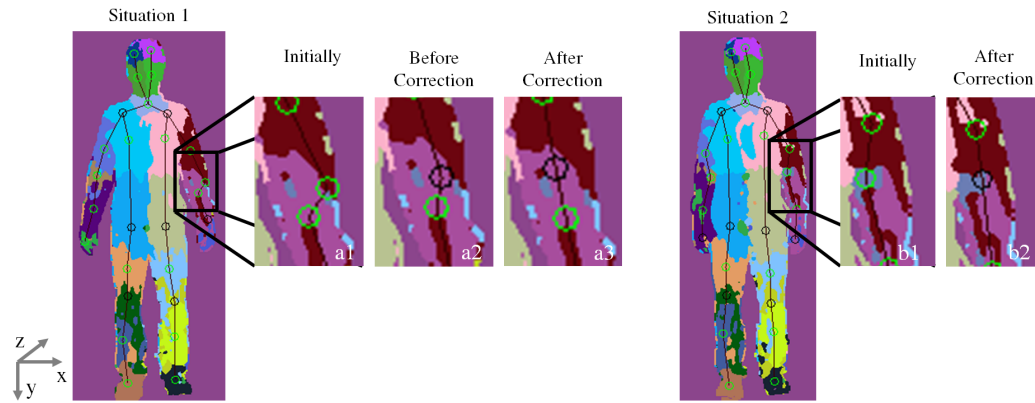 Situation 1
Situation 2
Initially
Before
Correction
After
Correction
Initially
After
Correction
a1
a2
a3
b1
b2
z
x
y